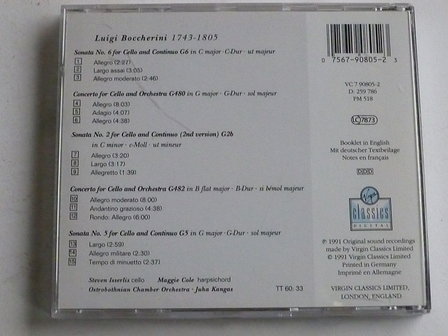 Luigi Boccherini 1743-1805
Sonata No. 6 for Cello and Continuo G6 in C major · C-Dur · ut majeur
1 Allegro (2:27)
2 Largo assai (3:03)
3 Allegro moderato (2:46)
Concerto for Cello and Orchestra G480 in G major · G-Dur · sol majeur
4 Allegro (8:03)
5 Adagio (4:07)
6 Allegro (4:38)
Sonata No. 2 for Cello and Continuo (2nd version) G2b
in C minor · c-Moll · ut mineur
7 Allegro (3:20)
8 Largo (3:17)
9 Allegretto (1:39)
Concerto for Cello and Orchestra G482 in B flat major · B-Dur · si bémol majeur
10 Allegro moderato (8:00)
11 Andantino grazioso (4:38)
12 Rondo: Allegro (6:00)
Sonata No. 5 for Cello and Continuo G5 in G major · G-Dur · sol majeur
13 Largo (2:59)
14 Allegro militare (2:30)
15 Tempo di minuetto (2:37)
Steven Isserlis cello Maggie Cole harpsichord
Ostrobothnian Chamber Orchestra · Juha Kangas
TT 60.33
0 7567-90805-2 3
VC 7 90805-2
D: 259 786
PM 518
LC 7873
Booklet in English
Mit deutscher Textbeilage
Notes en français
DDD
Virgin
classics
DIGITAL
℗ 1991 Original sound recordings
made by Virgin Classics Limited
© 1991 Virgin Classics Limited
Printed in Germany
Imprimé en Allemagne
VIRGIN CLASSICS LIMITED,
LONDON, ENGLAND